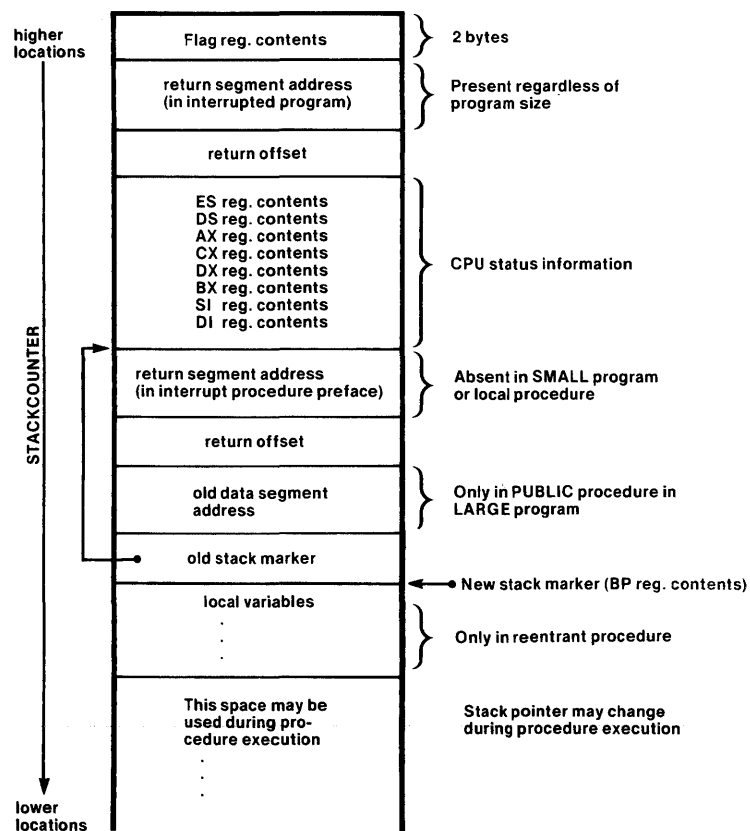 higher
locations
Flag reg. contents
2 bytes
return segment address
(in interrupted program)
Present regardless of
program size
return offset
ES reg. contents
DS reg. contents
AX reg. contents
CX reg. contents
DX reg. contents
BX reg. contents
SI reg. contents
DI reg. contents
CPU status information
STACKCOUNTER
return segment address
(in interrupt procedure preface)
Absent in SMALL program
or local procedure
return offset
old data segment
address
Only in PUBLIC procedure in
LARGE program
old stack marker
New stack marker (BP reg. contents)
local variables
.
.
.
Only in reentrant procedure
This space may be
used during pro-
cedure execution
.
.
.
Stack pointer may change
during procedure execution
lower
locations